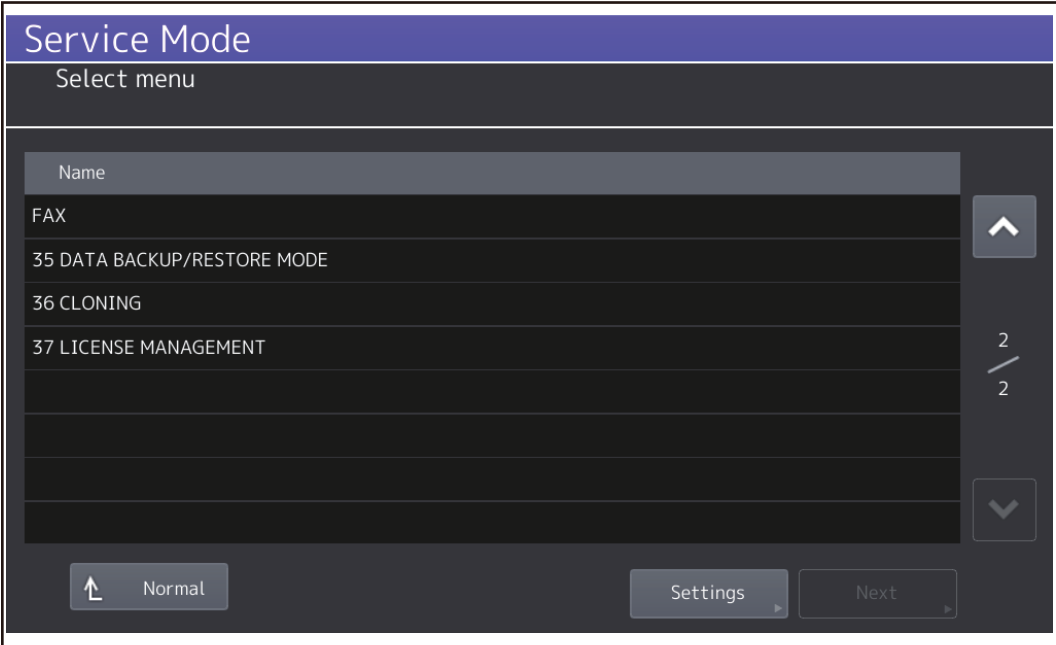 Service Mode
Select menu
Name
FAX
35 DATA BACKUP/RESTORE MODE
36 CLONING
37 LICENSE MANAGEMENT
2
2
Normal
Settings
Next